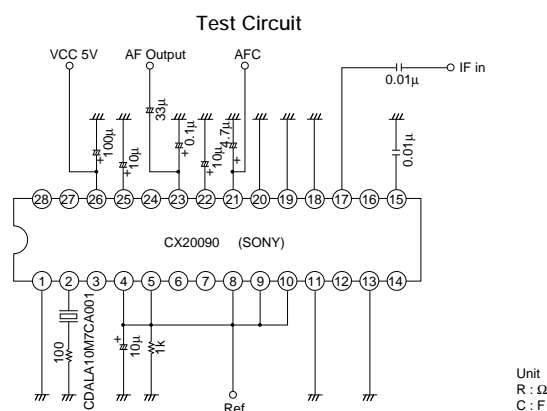 Test Circuit
VCC 5V
AF Output
AFC
IF in
0.01μ
33μ
100μ
10μ
0.1μ
10μ
4.7μ
0.01μ
+
+
+
+
+
28 27 26 25 24 23 22 21 20 19 18 17 16 15
CX20090 (SONY)
1 2 3 4 5 6 7 8 9 10 11 12 13 14
100
CDALA10M7CA001
+
10μ
1k
Ref
Unit
R : Ω
C : F